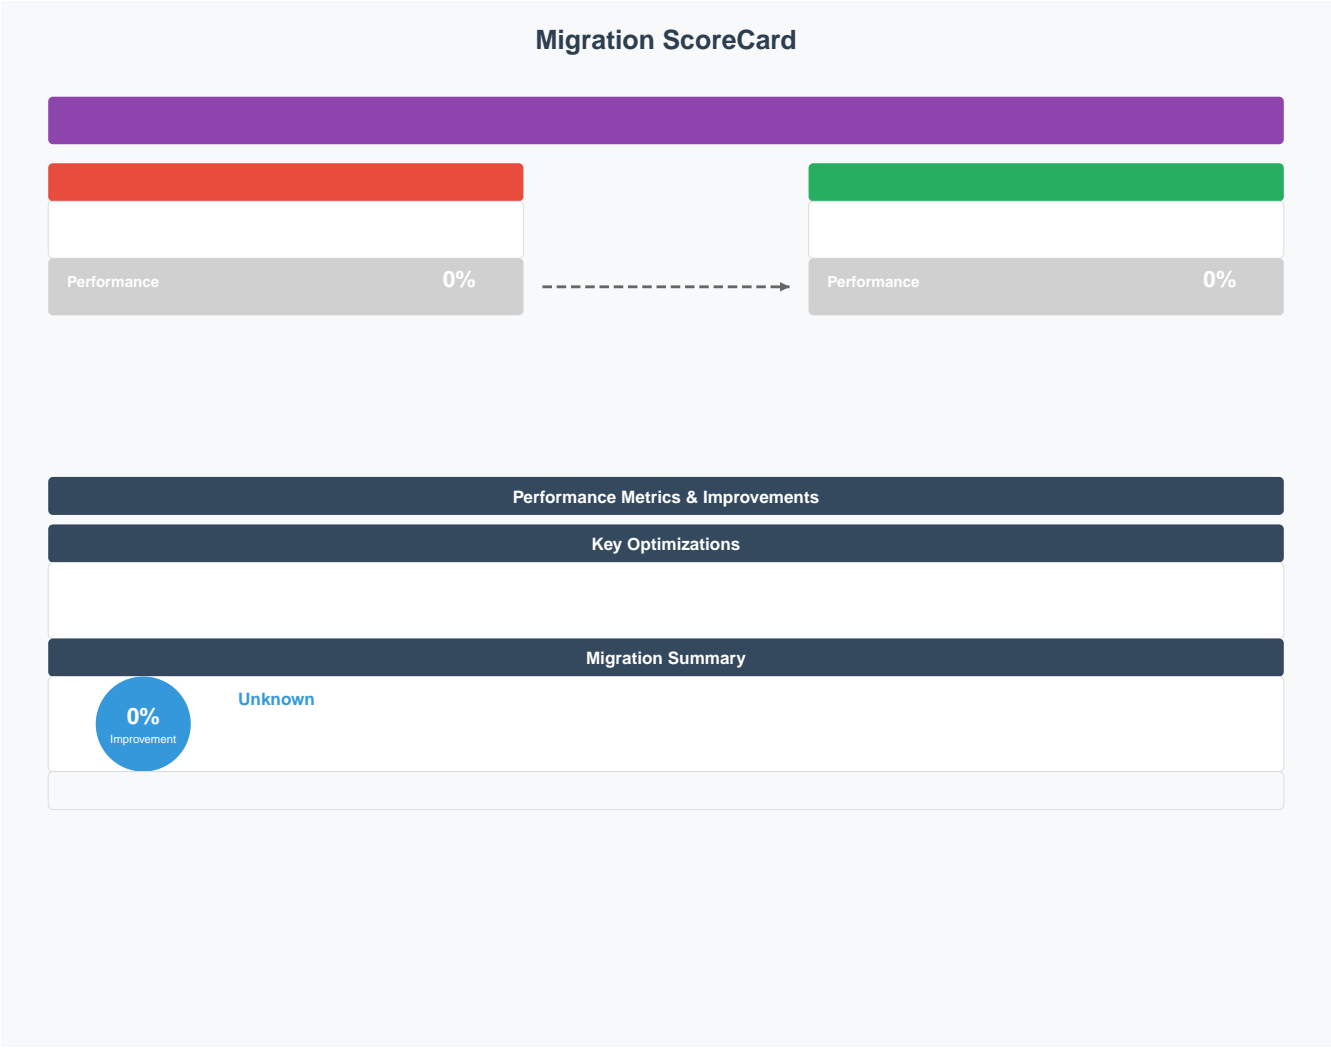 Migration ScoreCard
Performance 0%
Performance 0%
Performance Metrics & Improvements
Key Optimizations
Migration Summary
0%
Improvement
Unknown